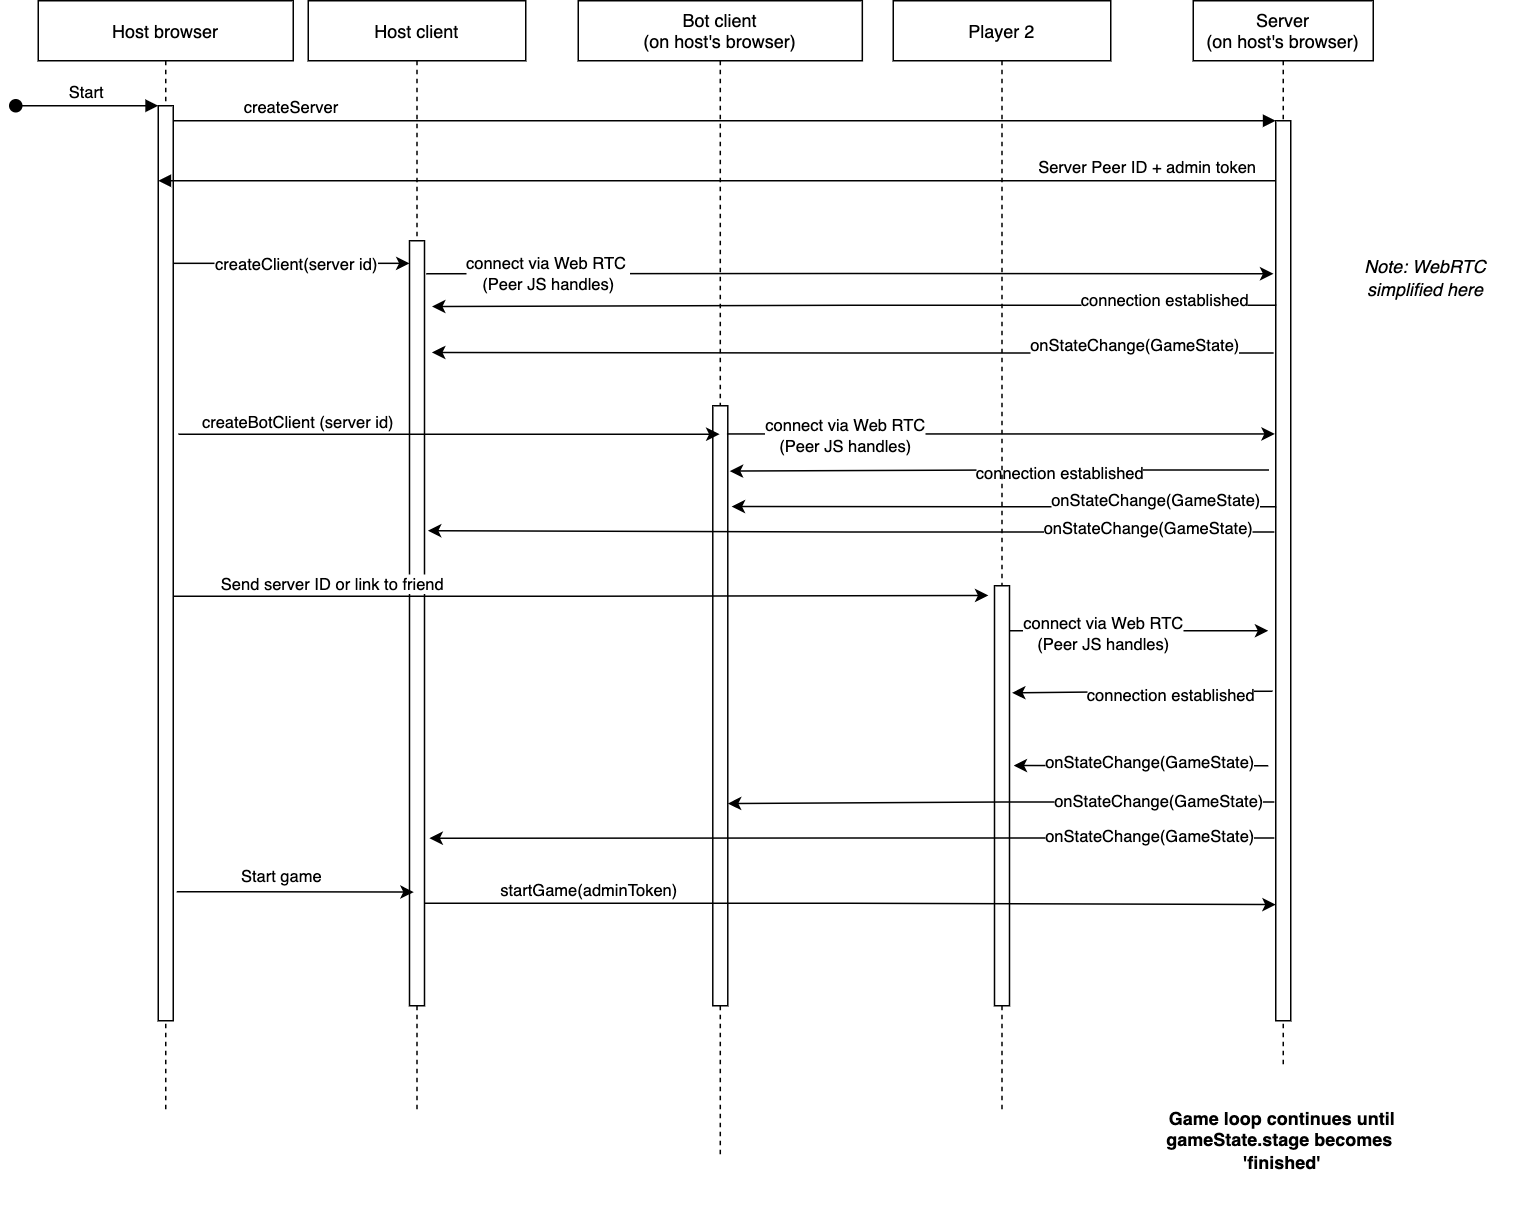 Host browser
Host client
Bot client
(on host's browser)
Player 2
Server
(on host's browser)
Start
createServer
Server Peer ID + admin token
createClient(server id)
connect via Web RTC
(Peer JS handles)
Note: WebRTC
simplified here
connection established
onStateChange(GameState)
createBotClient (server id)
connect via Web RTC
(Peer JS handles)
connection established
onStateChange(GameState)
onStateChange(GameState)
Send server ID or link to friend
connect via Web RTC
(Peer JS handles)
connection established
onStateChange(GameState)
onStateChange(GameState)
onStateChange(GameState)
Start game
startGame(adminToken)
Game loop continues until
gameState.stage becomes
'finished'